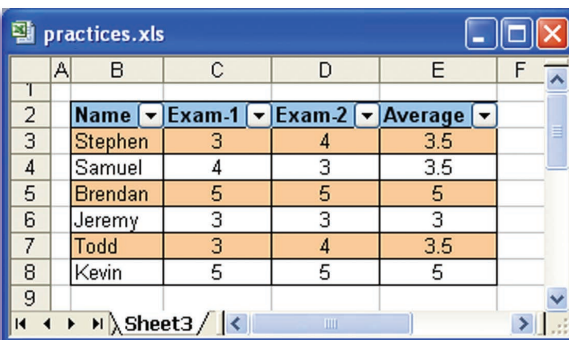 practices.xls
A B C D E F
1
2 Name Exam-1 Exam-2 Average
3 Stephen 3 4 3.5
4 Samuel 4 3 3.5
5 Brendan 5 5 5
6 Jeremy 3 3 3
7 Todd 3 4 3.5
8 Kevin 5 5 5
9
Sheet3